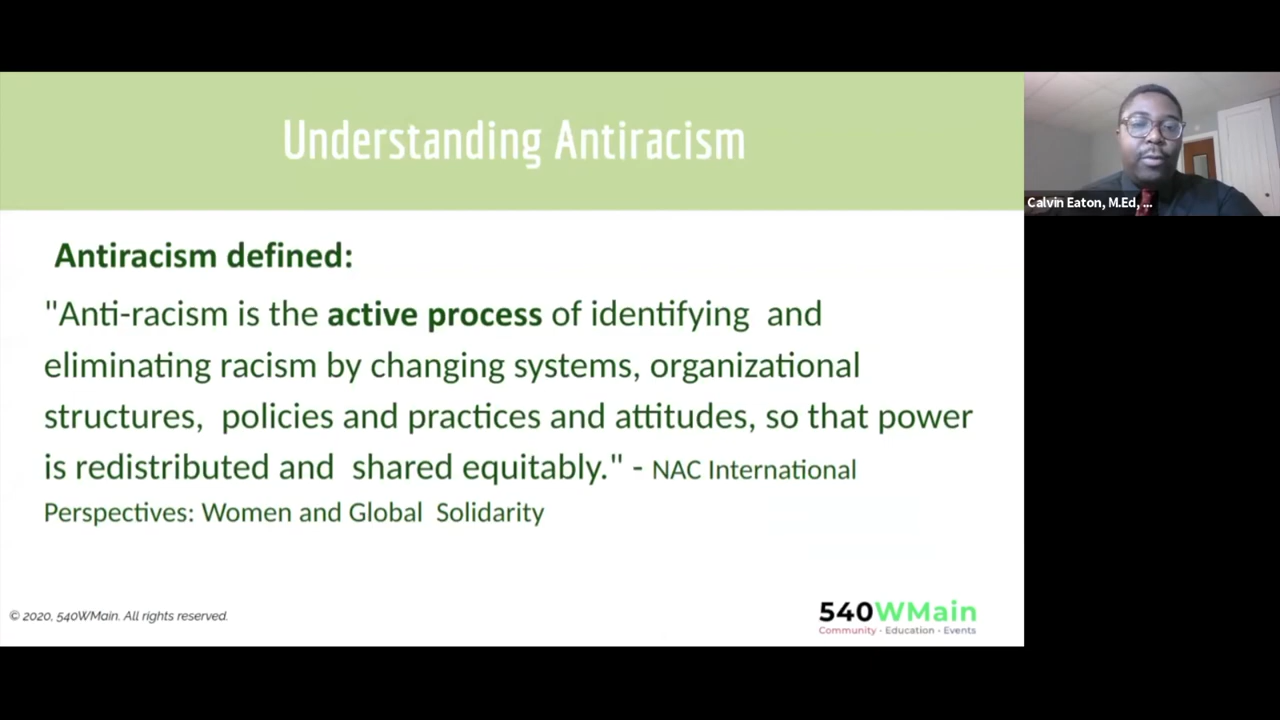 Understanding Antiracism
Calvin Eaton, M.Ed, ...
Antiracism defined:
"Anti-racism is the active process of identifying  and
eliminating racism by changing systems, organizational
structures,  policies and practices and attitudes, so that power
is redistributed and  shared equitably." - NAC International
Perspectives: Women and Global  Solidarity
© 2020, 540WMain. All rights reserved.
540WMain
Community - Education - Events